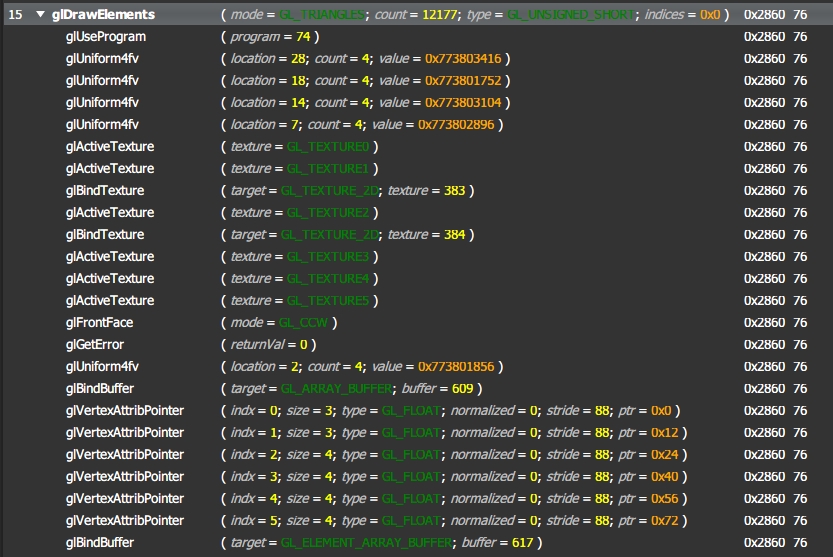 15 ▼ glDrawElements ( mode = GL_TRIANGLES; count = 12177; type = GL_UNSIGNED_SHORT; indices = 0x0 ) 0x2860 76
glUseProgram ( program = 74 ) 0x2860 76
glUniform4fv ( location = 28; count = 4; value = 0x773803416 ) 0x2860 76
glUniform4fv ( location = 18; count = 4; value = 0x773801752 ) 0x2860 76
glUniform4fv ( location = 14; count = 4; value = 0x773803104 ) 0x2860 76
glUniform4fv ( location = 7; count = 4; value = 0x773802896 ) 0x2860 76
glActiveTexture ( texture = GL_TEXTURE0 ) 0x2860 76
glActiveTexture ( texture = GL_TEXTURE1 ) 0x2860 76
glBindTexture ( target = GL_TEXTURE_2D; texture = 383 ) 0x2860 76
glActiveTexture ( texture = GL_TEXTURE2 ) 0x2860 76
glBindTexture ( target = GL_TEXTURE_2D; texture = 384 ) 0x2860 76
glActiveTexture ( texture = GL_TEXTURE3 ) 0x2860 76
glActiveTexture ( texture = GL_TEXTURE4 ) 0x2860 76
glActiveTexture ( texture = GL_TEXTURE5 ) 0x2860 76
glFrontFace ( mode = GL_CCW ) 0x2860 76
glGetError ( returnVal = 0 ) 0x2860 76
glUniform4fv ( location = 2; count = 4; value = 0x773801856 ) 0x2860 76
glBindBuffer ( target = GL_ARRAY_BUFFER; buffer = 609 ) 0x2860 76
glVertexAttribPointer ( indx = 0; size = 3; type = GL_FLOAT; normalized = 0; stride = 88; ptr = 0x0 ) 0x2860 76
glVertexAttribPointer ( indx = 1; size = 3; type = GL_FLOAT; normalized = 0; stride = 88; ptr = 0x12 ) 0x2860 76
glVertexAttribPointer ( indx = 2; size = 4; type = GL_FLOAT; normalized = 0; stride = 88; ptr = 0x24 ) 0x2860 76
glVertexAttribPointer ( indx = 3; size = 4; type = GL_FLOAT; normalized = 0; stride = 88; ptr = 0x40 ) 0x2860 76
glVertexAttribPointer ( indx = 4; size = 4; type = GL_FLOAT; normalized = 0; stride = 88; ptr = 0x56 ) 0x2860 76
glVertexAttribPointer ( indx = 5; size = 4; type = GL_FLOAT; normalized = 0; stride = 88; ptr = 0x72 ) 0x2860 76
glBindBuffer ( target = GL_ELEMENT_ARRAY_BUFFER; buffer = 617 ) 0x2860 76